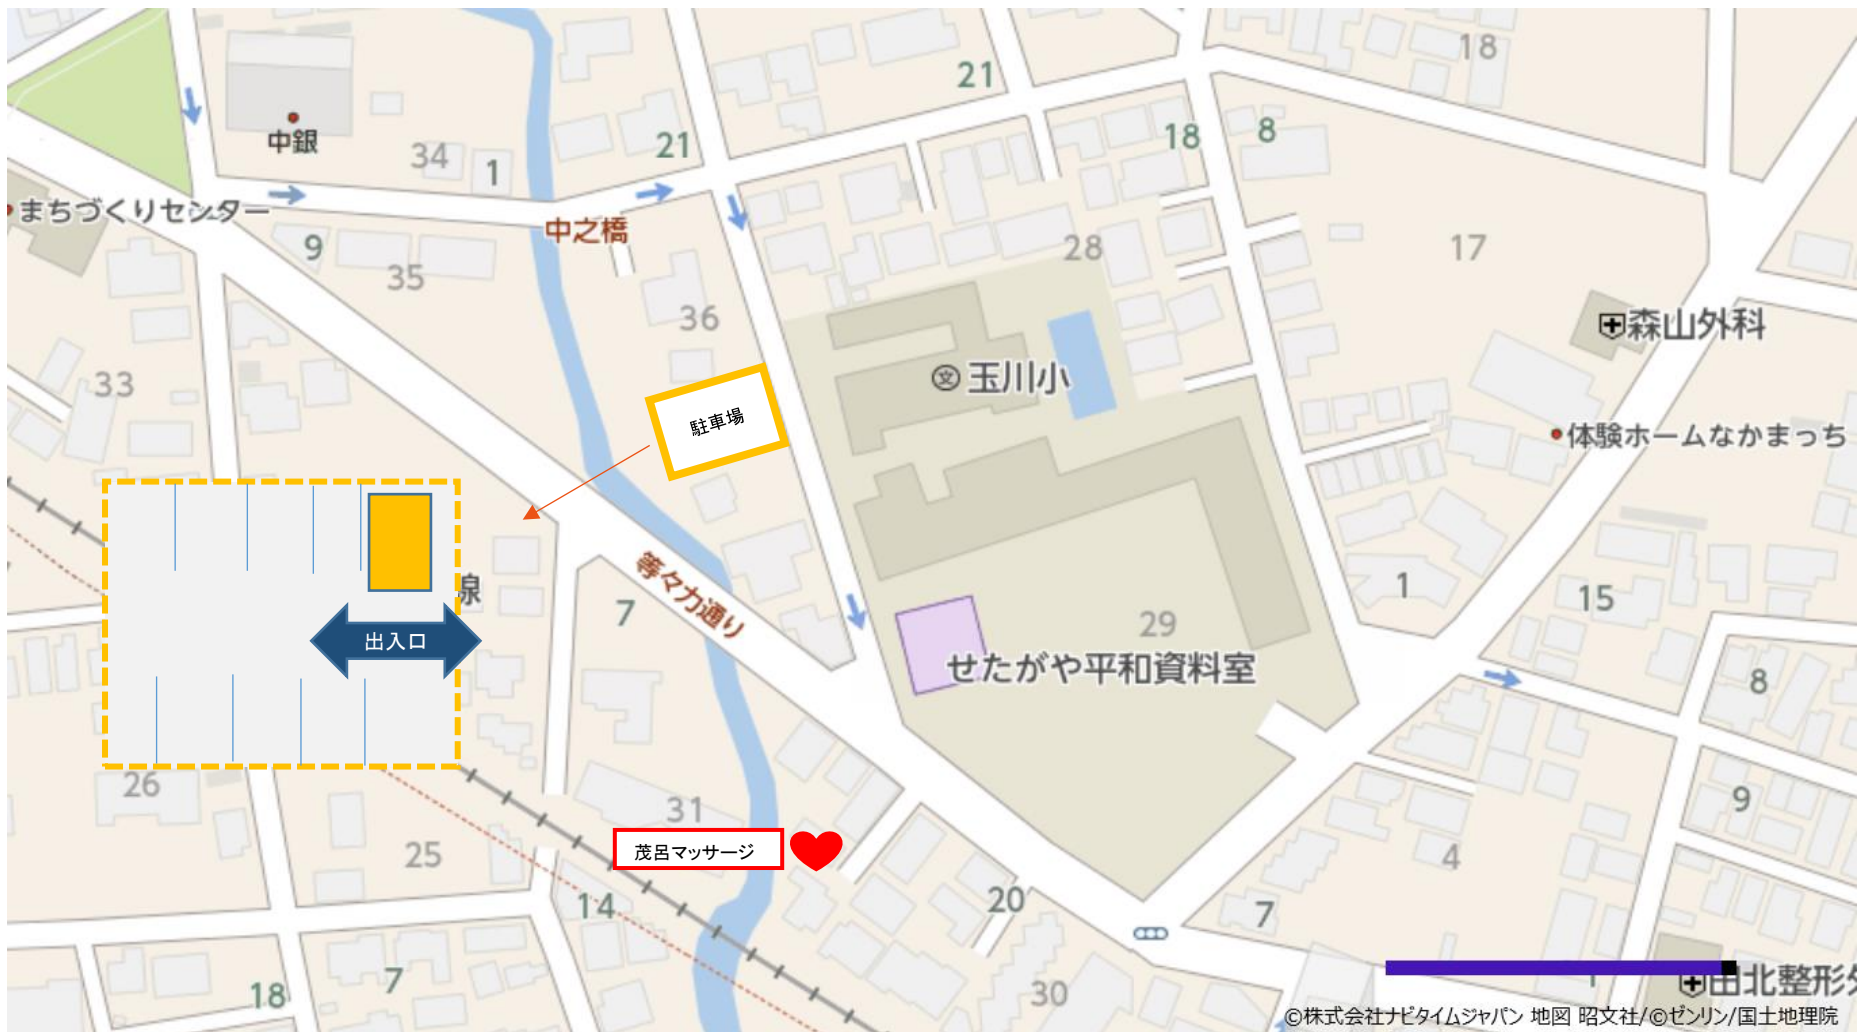 18
21
中銀
34
1
21
18
8
まちづくりセンター
中之橋
9
35
28
17
36
森山外科
33
文
玉川小
駐車場
体験ホームなかまっち
線
出入口
7
等々力通り
29
1
15
せたがや平和資料室
8
26
31
9
茂呂マッサージ
25
4
14
20
7
18
7
30
1
©株式会社ナビタイムジャパン 地図 昭文社/©ゼンリン/国土地理院